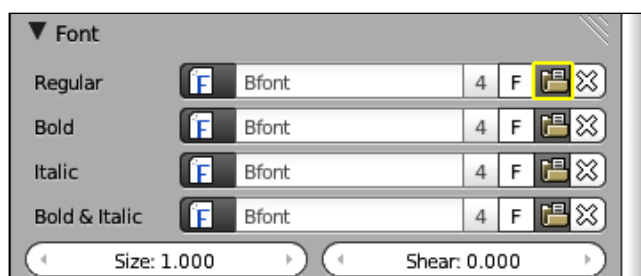 Font
Regular F Bfont 4 F
Bold F Bfont 4 F
Italic F Bfont 4 F
Bold & Italic F Bfont 4 F
Size: 1.000 Shear: 0.000